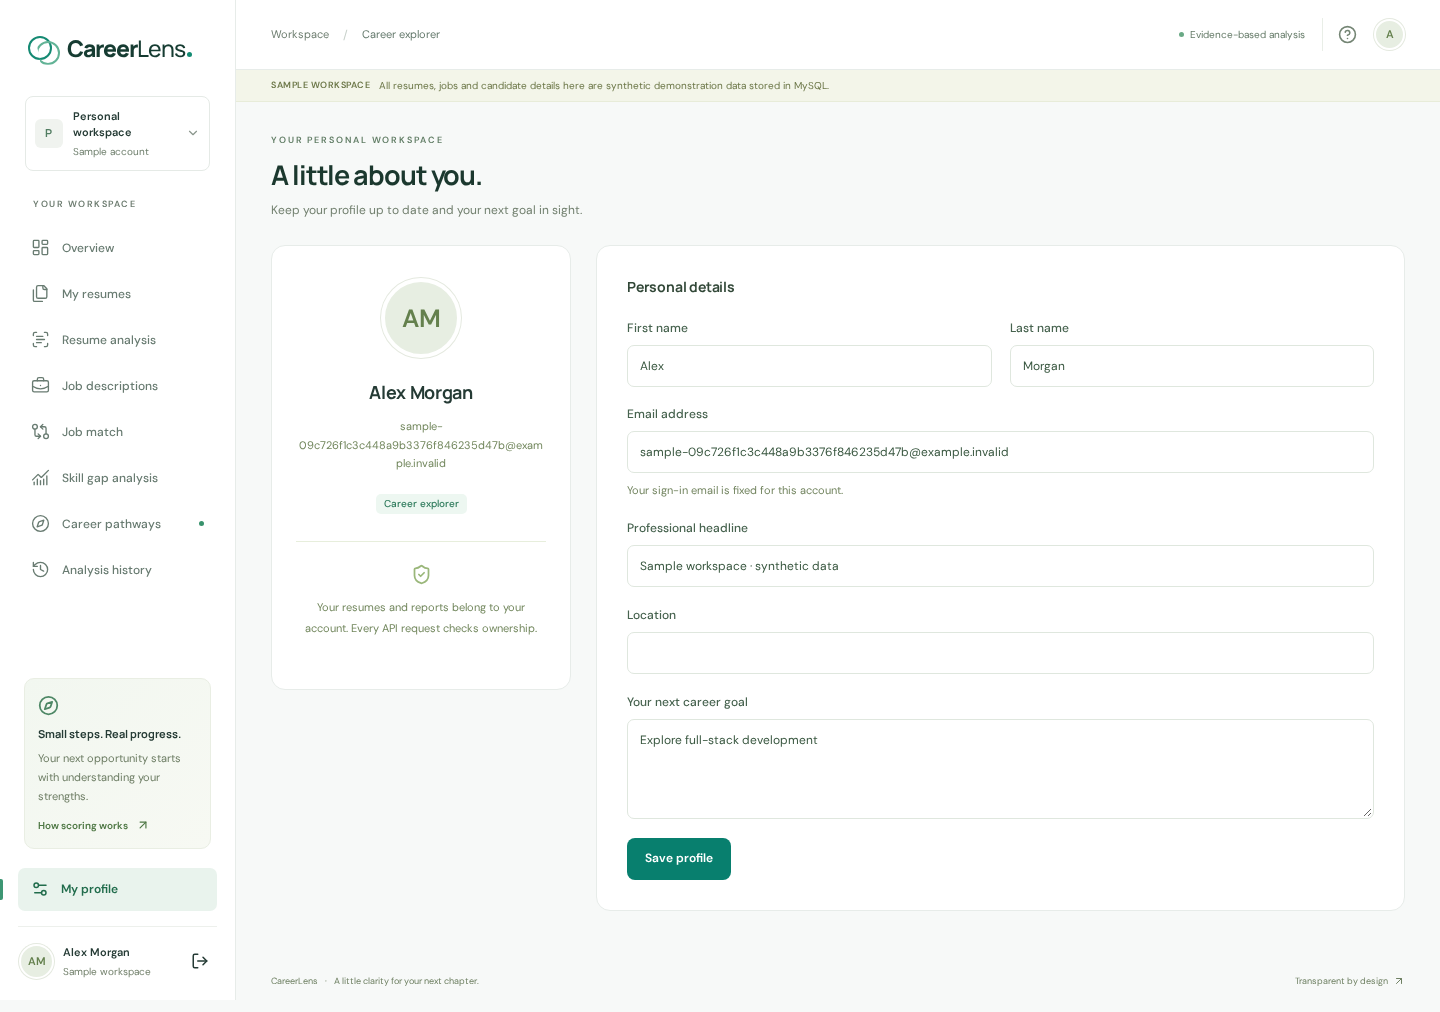 CareerLens.
Workspace / Career explorer
Evidence-based analysis
A
SAMPLE WORKSPACE All resumes, jobs and candidate details here are synthetic demonstration data stored in MySQL.
P
Personal
workspace
Sample account
YOUR WORKSPACE
Overview
My resumes
Resume analysis
Job descriptions
Job match
Skill gap analysis
Career pathways
Analysis history
Small steps. Real progress.
Your next opportunity starts
with understanding your
strengths.
How scoring works
My profile
AM
Alex Morgan
Sample workspace
YOUR PERSONAL WORKSPACE
A little about you.
Keep your profile up to date and your next goal in sight.
AM
Alex Morgan
sample-
09c726f1c3c448a9b3376f846235d47b@exam
ple.invalid
Career explorer
Your resumes and reports belong to your
account. Every API request checks ownership.
Personal details
First name
Alex
Last name
Morgan
Email address
sample-09c726f1c3c448a9b3376f846235d47b@example.invalid
Your sign-in email is fixed for this account.
Professional headline
Sample workspace · synthetic data
Location
Your next career goal
Explore full-stack development
Save profile
CareerLens · A little clarity for your next chapter.
Transparent by design